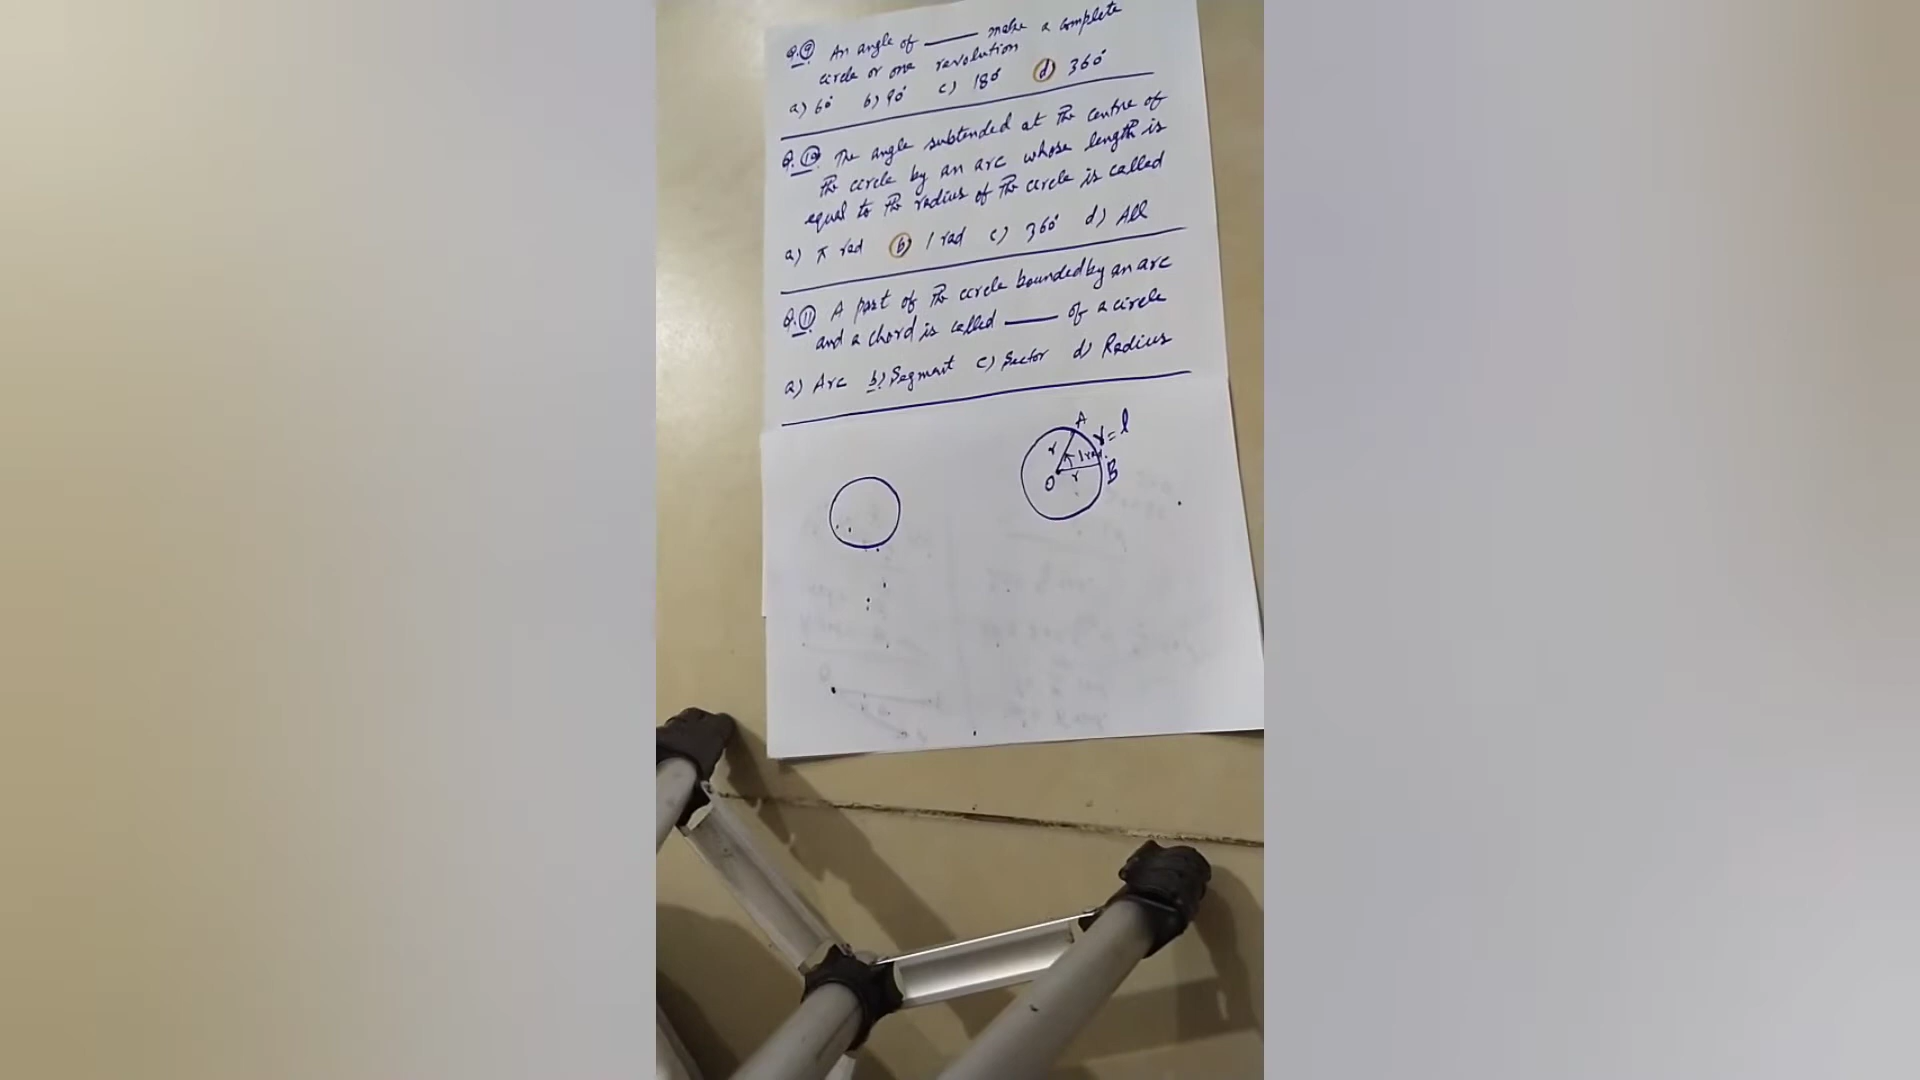 Q.9 An angle of ____ make a complete
circle or one revolution
a) 60° b) 90° c) 180° d) 360°
Q.10 The angle subtended at the centre of
the circle by an arc whose length is
equal to the radius of the circle is called
a) π rad b) 1 rad c) 360° d) All
Q.11 A part of the circle bounded by an arc
and a chord is called ____ of a circle
a) Arc b) Segment c) Sector d) Radius
A
r = l
r 1 rad
O r B